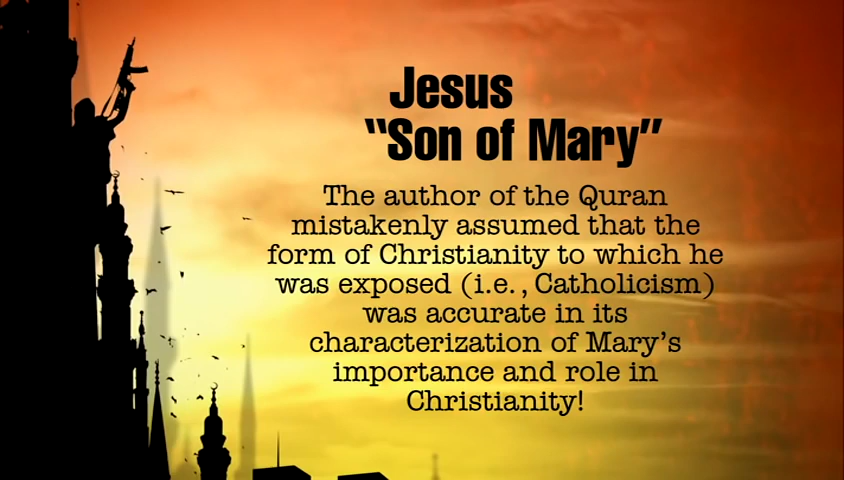 Jesus
“Son of Mary”
The author of the Quran
mistakenly assumed that the
form of Christianity to which he
was exposed (i.e., Catholicism)
was accurate in its
characterization of Mary’s
importance and role in
Christianity!